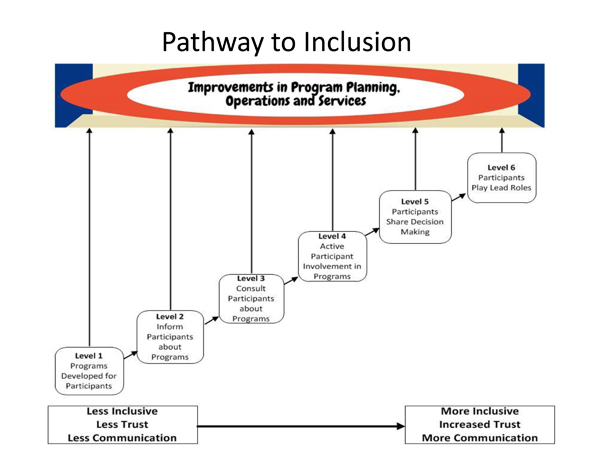 Pathway to Inclusion
Improvements in Program Planning,
Operations and Services
Level 6
Participants
Play Lead Roles
Level 5
Participants
Share Decision
Making
Level 4
Active
Participant
Involvement in
Programs
Level 3
Consult
Participants
about
Programs
Level 2
Inform
Participants
about
Programs
Level 1
Programs
Developed for
Participants
Less Inclusive
Less Trust
Less Communication
More Inclusive
Increased Trust
More Communication